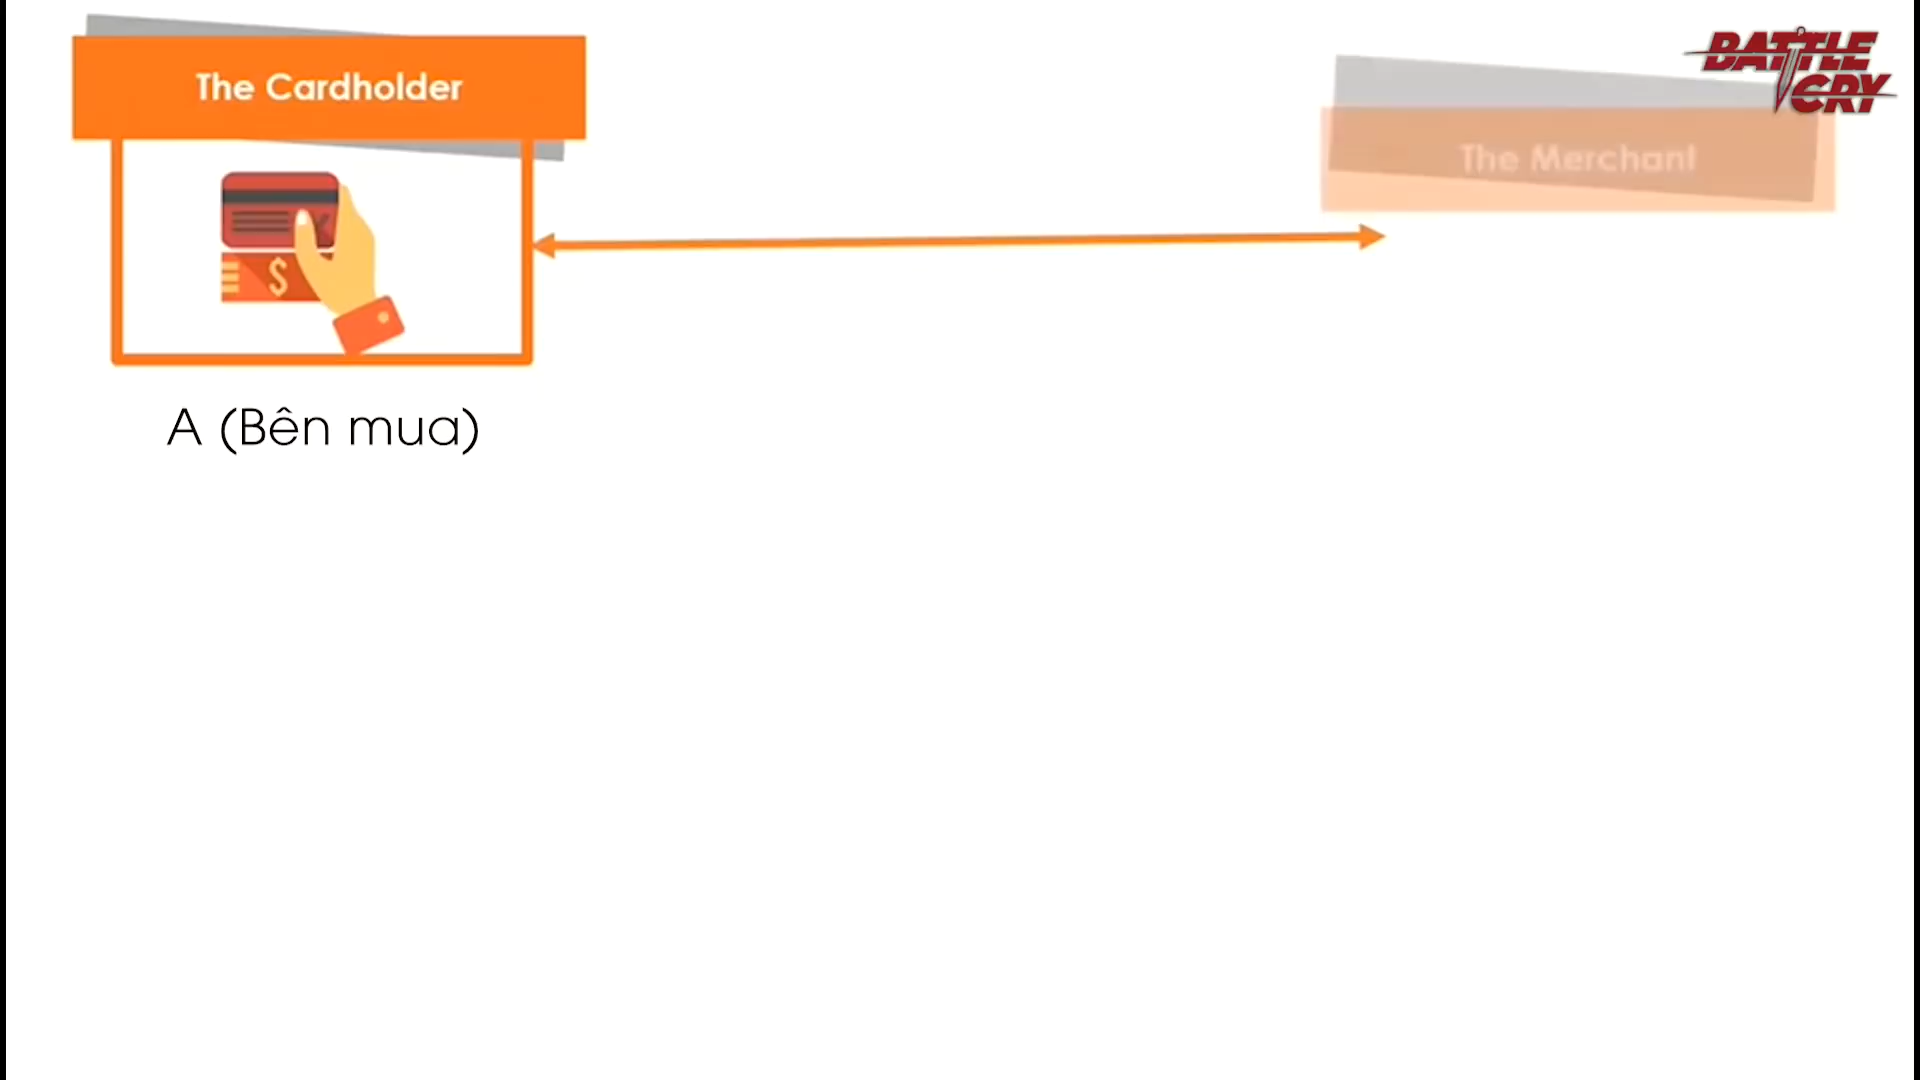 The Cardholder
BATTLE
CRY
The Merchant
$
A (Bên mua)